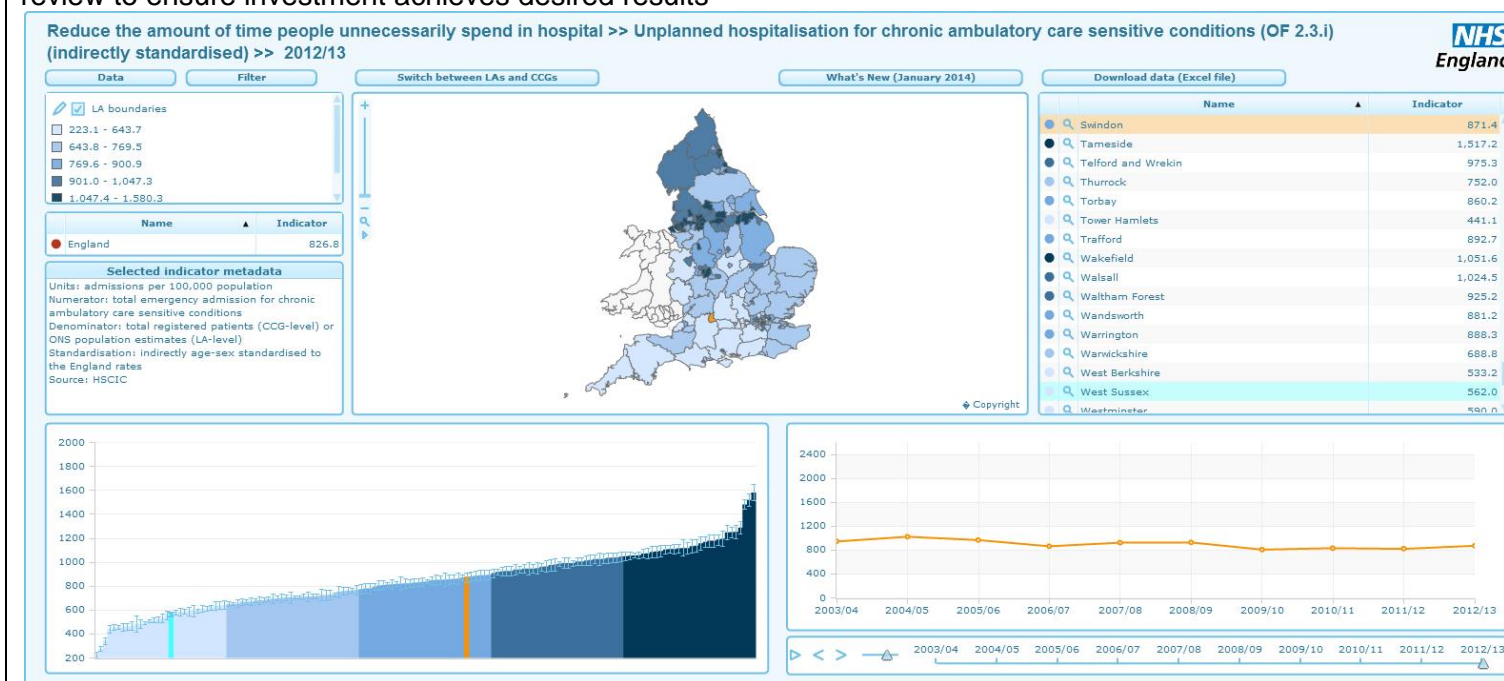 review to ensure investment achieves desired results
Reduce the amount of time people unnecessarily spend in hospital >> Unplanned hospitalisation for chronic ambulatory care sensitive conditions (OF 2.3.i)
(indirectly standardised) >> 2012/13
NHS
England
Data
Filter
Switch between LAs and CCGs
What's New (January 2014)
Download data (Excel file)
LA boundaries
223.1 - 643.7
643.8 - 769.5
769.6 - 900.9
901.0 - 1,047.3
1,047.4 - 1,580.3
Name ▲ Indicator
England 826.8
Selected indicator metadata
Units: admissions per 100,000 population
Numerator: total emergency admission for chronic
ambulatory care sensitive conditions
Denominator: total registered patients (CCG-level) or
ONS population estimates (LA-level)
Standardisation: indirectly age-sex standardised to
the England rates
Source: HSCIC
+
−
Copyright
Name ▲ Indicator
Swindon 871.4
Tameside 1,517.2
Telford and Wrekin 975.3
Thurrock 752.0
Torbay 860.2
Tower Hamlets 441.1
Trafford 892.7
Wakefield 1,051.6
Walsall 1,024.5
Waltham Forest 925.2
Wandsworth 881.2
Warrington 888.3
Warwickshire 688.8
West Berkshire 533.2
West Sussex 562.0
Westminster 590.0
2000
1800
1600
1400
1200
1000
800
600
400
200
2400
2000
1600
1200
800
400
0
2003/04 2004/05 2005/06 2006/07 2007/08 2008/09 2009/10 2010/11 2011/12 2012/13
< >
2003/04 2004/05 2005/06 2006/07 2007/08 2008/09 2009/10 2010/11 2011/12 2012/13